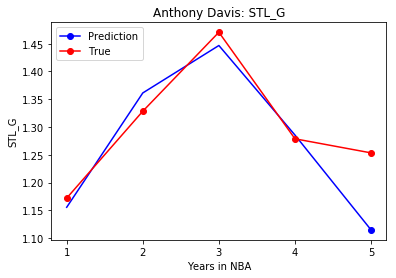 Anthony Davis: STL_G
Prediction
True
STL_G
1.45
1.40
1.35
1.30
1.25
1.20
1.15
1.10
1 2 3 4 5
Years in NBA